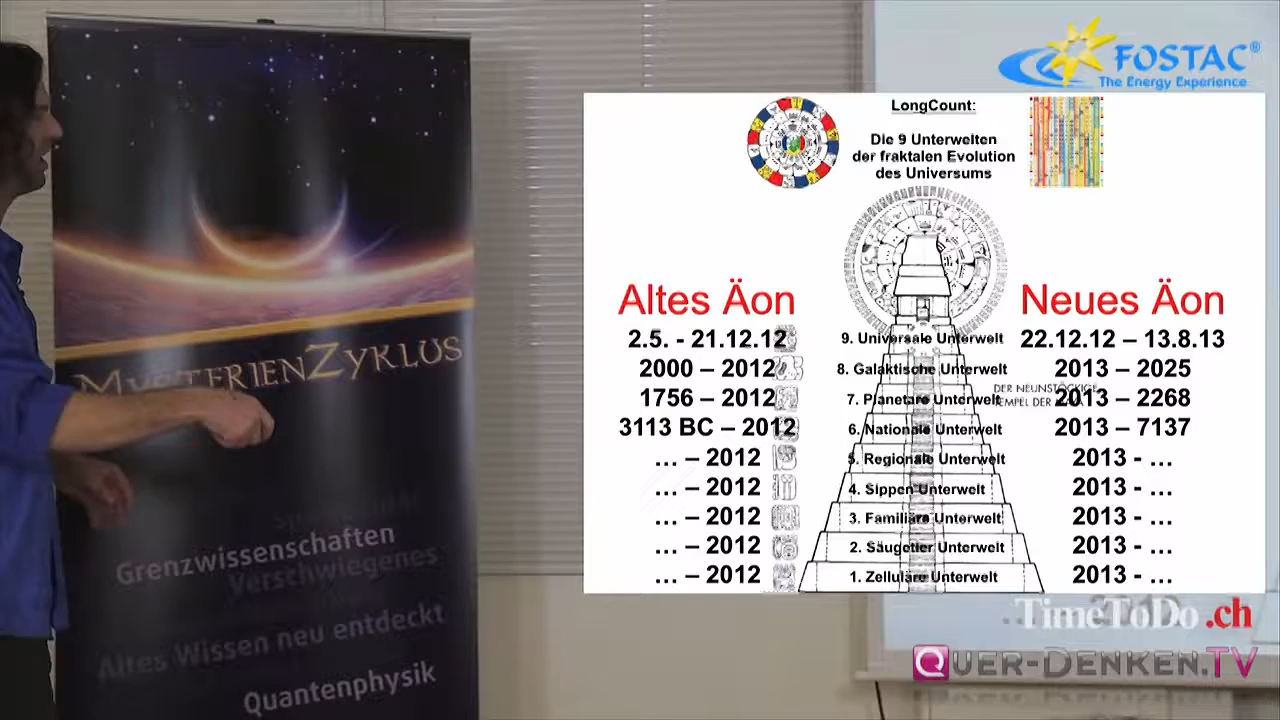 MYSTERIENZYKLUS
Grenzwissenschaften
Verschwiegenes
Altes Wissen neu entdeckt
Quantenphysik
FOSTAC®
The Energy Experience
LongCount:
Die 9 Unterwelten
der fraktalen Evolution
des Universums
Altes Äon
Neues Äon
2.5. - 21.12.12
9. Universale Unterwelt
22.12.12 – 13.8.13
2000 – 2012
8. Galaktische Unterwelt
2013 – 2025
DER NEUNSTÖCKIGE
1756 – 2012
7. Planetare Unterwelt
2013 – 2268
TEMPEL DER
3113 BC – 2012
6. Nationale Unterwelt
2013 – 7137
... – 2012
5. Regionale Unterwelt
2013 - ...
... – 2012
4. Sippen Unterwelt
2013 - ...
... – 2012
3. Familiäre Unterwelt
2013 - ...
... – 2012
2. Säugetier Unterwelt
2013 - ...
... – 2012
1. Zelluläre Unterwelt
2013 - ...
TimeToDo.ch
QUER-DENKEN.TV